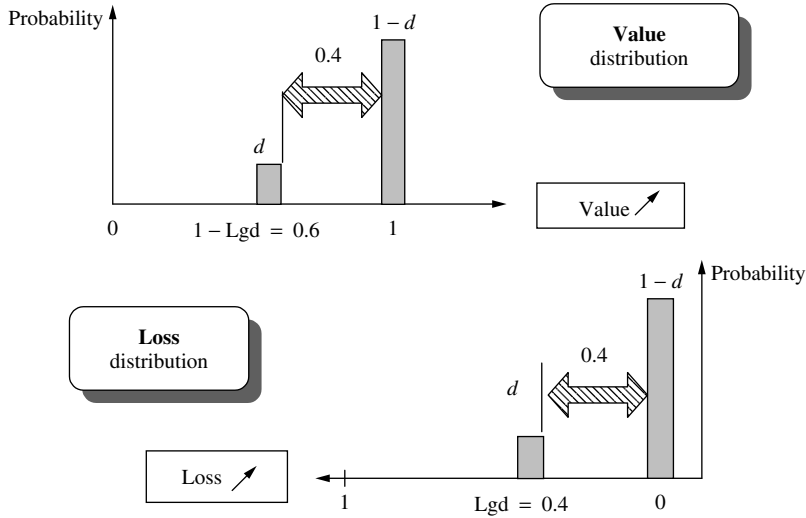 Probability
1 – d
Value
distribution
0.4
d
Value
0
1 – Lgd = 0.6
1
Probability
1 – d
Loss
distribution
0.4
d
Loss
1
Lgd = 0.4
0